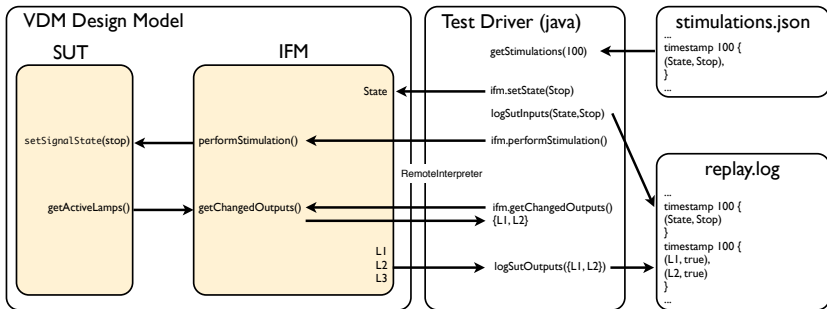 VDM Design Model
SUT
IFM
State
setSignalState(stop)
performStimulation()
getActiveLamps()
getChangedOutputs()
L1
L2
L3
RemoteInterpreter
Test Driver (java)
getStimulations(100)
ifm.setState(Stop)
logSutInputs(State,Stop)
ifm.performStimulation()
ifm.getChangedOutputs()
{L1, L2}
logSutOutputs({L1, L2})
stimulations.json
...
timestamp 100 {
(State, Stop),
}
...
replay.log
...
timestamp 100 {
(State, Stop)
}
timestamp 100 {
(L1, true),
(L2, true)
}
...